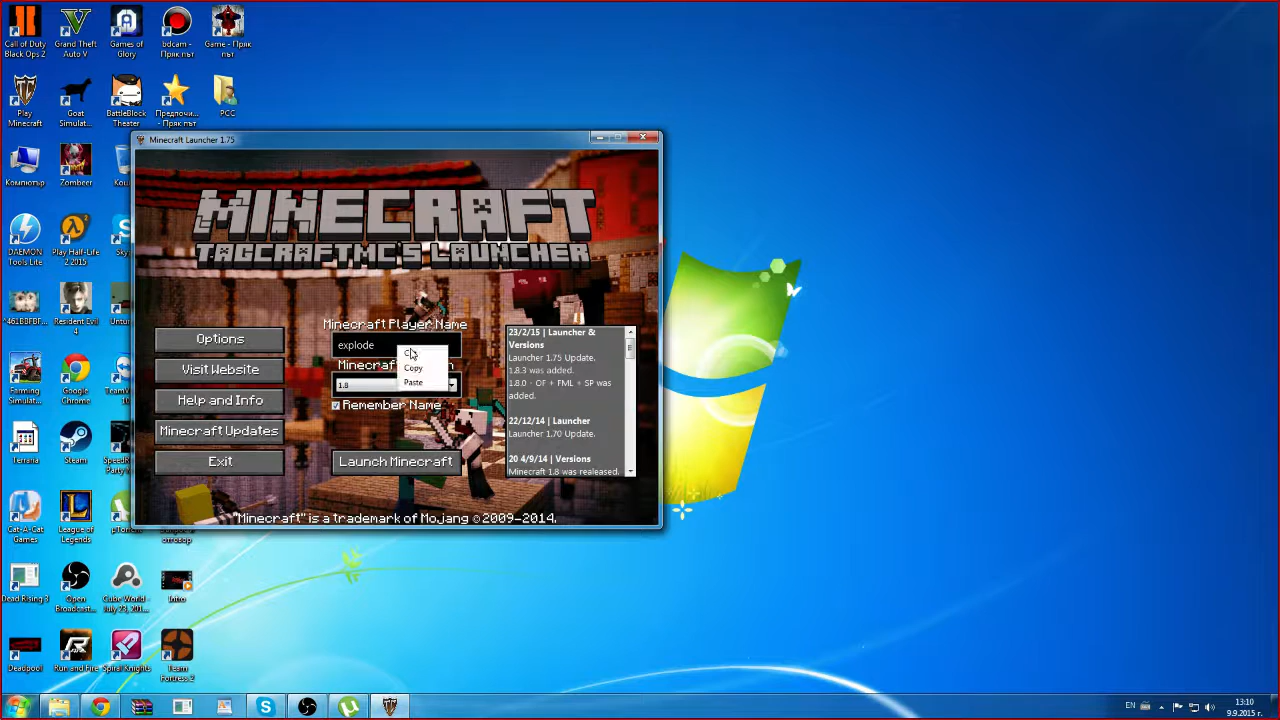 Call of Duty
Black Ops 2
Grand Theft
Auto V
Games of
Glory
bdcam -
Пряк път
Game - Пряк
път
Play
Minecraft
Goat
Simulat...
BattleBlock
Theater
Предпочи...
- Пряк път
PCC
Minecraft Launcher 1.75
Компютър
Zombeer
MINECRAFT
TAGCRAFTMC'S LAUNCHER
DAEMON
Tools Lite
Play Half-Life
2 2015
Resident Evil
4
Options
Visit Website
Help and Info
Minecraft Updates
Exit
Minecraft Player Name
explode
Copy
Paste
1.8
Remember Name
Launch Minecraft
23/2/15 | Launcher &
Versions
Launcher 1.75 Update.
1.8.3 was added.
1.8.0 - OF + FML + SP was
added.
22/12/14 | Launcher
Launcher 1.70 Update.
20 4/9/14 | Versions
Minecraft 1.8 was realeased.
"Minecraft" is a trademark of Mojang ©2009-2014.
Farming
Simulat...
Google
Chrome
Terraria
Steam
Cat-A-Cat
Games
League of
Legends
отговор
Dead Rising 3
Open
Broadcast...
Cube World -
July 23, 201...
Intro
Deadpool
Run and Fire
Spiral Knights
Team
Fortress 2
EN
13:10
9.9.2015 г.